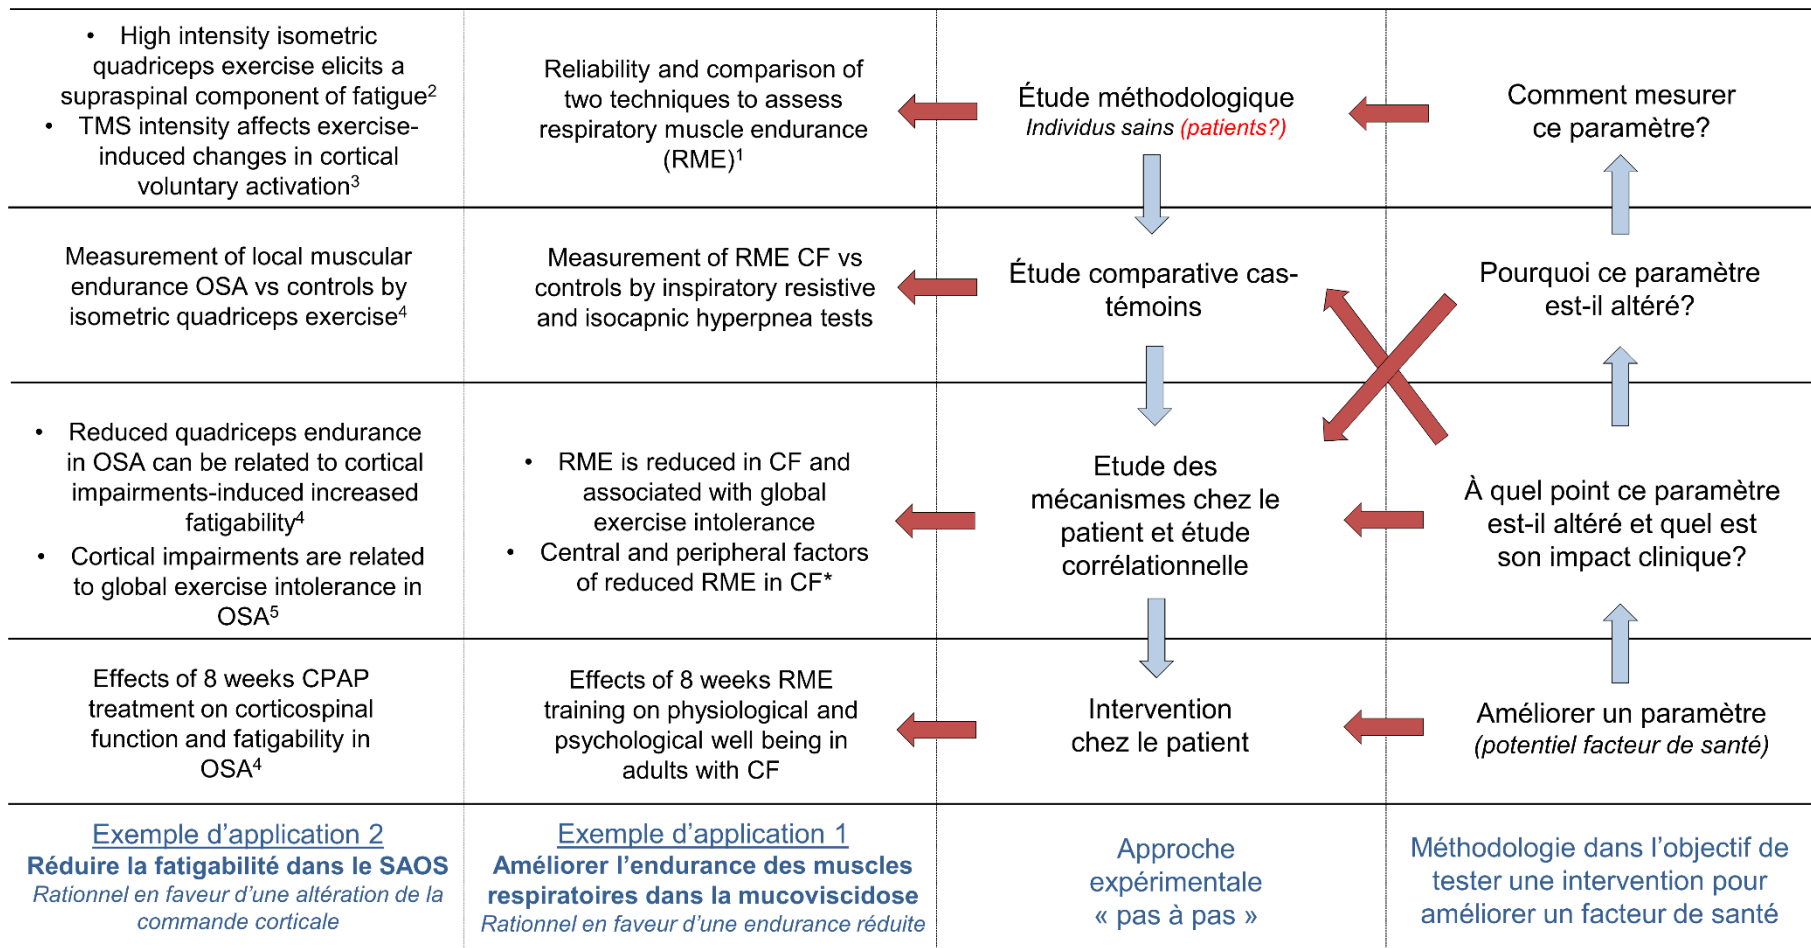 • High intensity isometric
quadriceps exercise elicits a
supraspinal component of fatigue²
• TMS intensity affects exercise-
induced changes in cortical
voluntary activation³
Reliability and comparison of
two techniques to assess
respiratory muscle endurance
(RME)¹
Étude méthodologique
Individus sains (patients?)
Comment mesurer
ce paramètre?
Measurement of local muscular
endurance OSA vs controls by
isometric quadriceps exercise⁴
Measurement of RME CF vs
controls by inspiratory resistive
and isocapnic hyperpnea tests
Étude comparative cas-
témoins
Pourquoi ce paramètre
est-il altéré?
• Reduced quadriceps endurance
in OSA can be related to cortical
impairments-induced increased
fatigability⁴
• Cortical impairments are related
to global exercise intolerance in
OSA⁵
• RME is reduced in CF and
associated with global
exercise intolerance
• Central and peripheral factors
of reduced RME in CF*
Etude des
mécanismes chez le
patient et étude
corrélationnelle
À quel point ce paramètre
est-il altéré et quel est
son impact clinique?
Effects of 8 weeks CPAP
treatment on corticospinal
function and fatigability in
OSA⁴
Effects of 8 weeks RME
training on physiological and
psychological well being in
adults with CF
Intervention
chez le patient
Améliorer un paramètre
(potentiel facteur de santé)
Exemple d’application 2
Réduire la fatigabilité dans le SAOS
Rationnel en faveur d’une altération de la
commande corticale
Exemple d’application 1
Améliorer l’endurance des muscles
respiratoires dans la mucoviscidose
Rationnel en faveur d’une endurance réduite
Approche
expérimentale
« pas à pas »
Méthodologie dans l’objectif de
tester une intervention pour
améliorer un facteur de santé